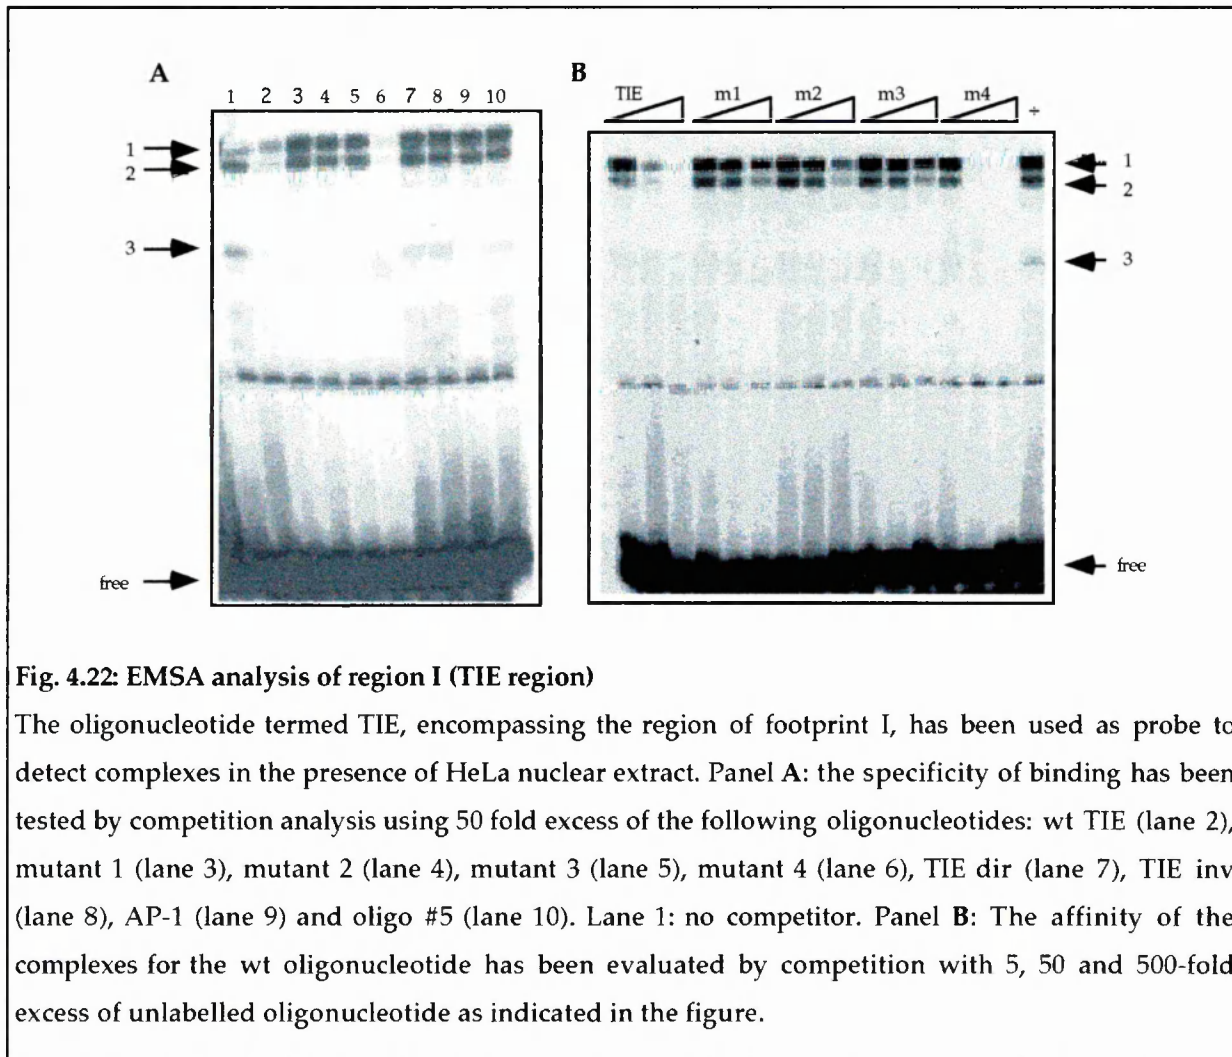 A
B
1 2 3 4 5 6 7 8 9 10
TIE m1 m2 m3 m4 +
1
2
3
free
1
2
3
free
Fig. 4.22: EMSA analysis of region I (TIE region)
The oligonucleotide termed TIE, encompassing the region of footprint I, has been used as probe to
detect complexes in the presence of HeLa nuclear extract. Panel A: the specificity of binding has been
tested by competition analysis using 50 fold excess of the following oligonucleotides: wt TIE (lane 2),
mutant 1 (lane 3), mutant 2 (lane 4), mutant 3 (lane 5), mutant 4 (lane 6), TIE dir (lane 7), TIE inv
(lane 8), AP-1 (lane 9) and oligo #5 (lane 10). Lane 1: no competitor. Panel B: The affinity of the
complexes for the wt oligonucleotide has been evaluated by competition with 5, 50 and 500-fold
excess of unlabelled oligonucleotide as indicated in the figure.